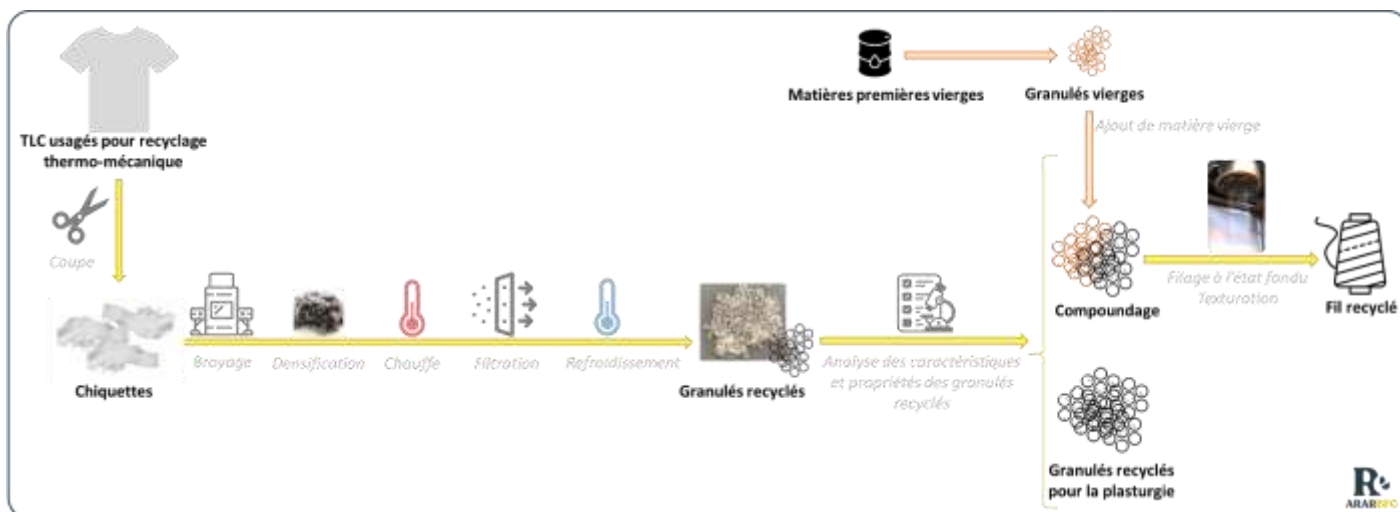 TLC usagés pour recyclage
thermo-mécanique
Coupe
Chiquettes
Broyage
Densification
Chauffe
Filtration
Refroidissement
Granulés recyclés
Analyse des caractéristiques
et propriétés des granulés
recyclés
Matières premières vierges
Granulés vierges
Ajout de matière vierge
Compoundage
Filage à l'état fondu
Texturation
Fil recyclé
Granulés recyclés
pour la plasturgie